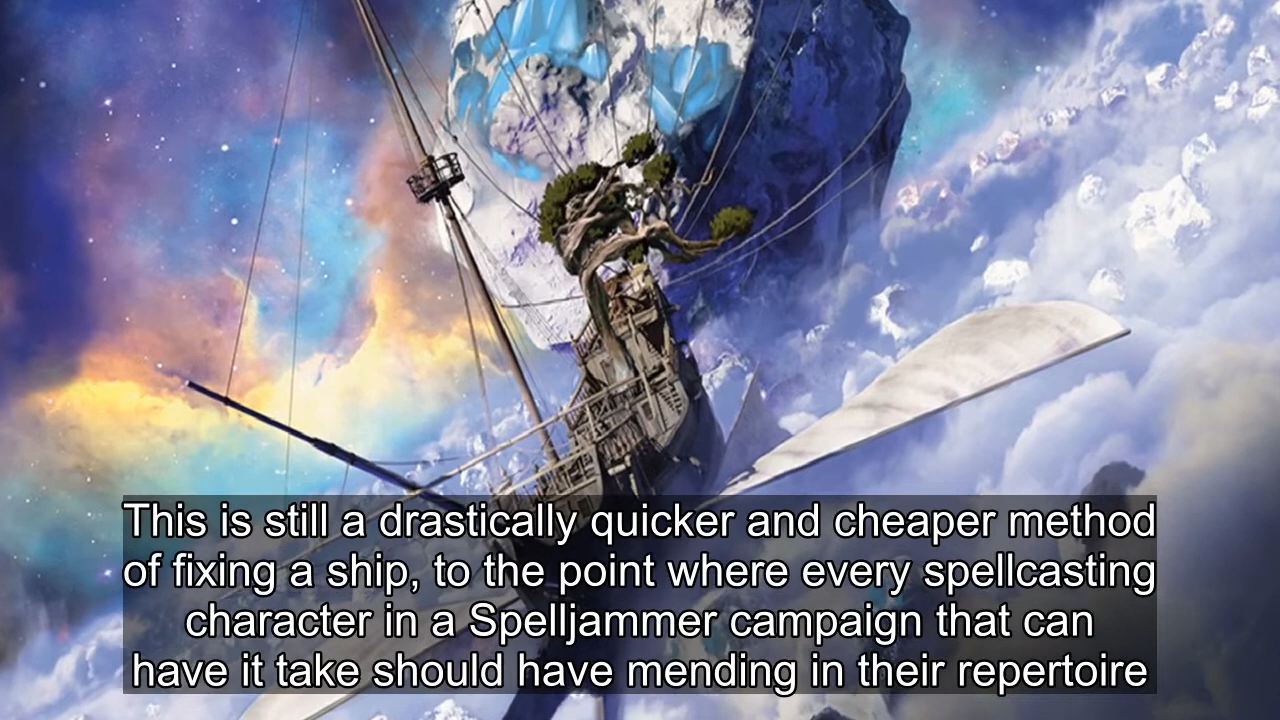 This is still a drastically quicker and cheaper method
of fixing a ship, to the point where every spellcasting
character in a Spelljammer campaign that can
have it take should have mending in their repertoire